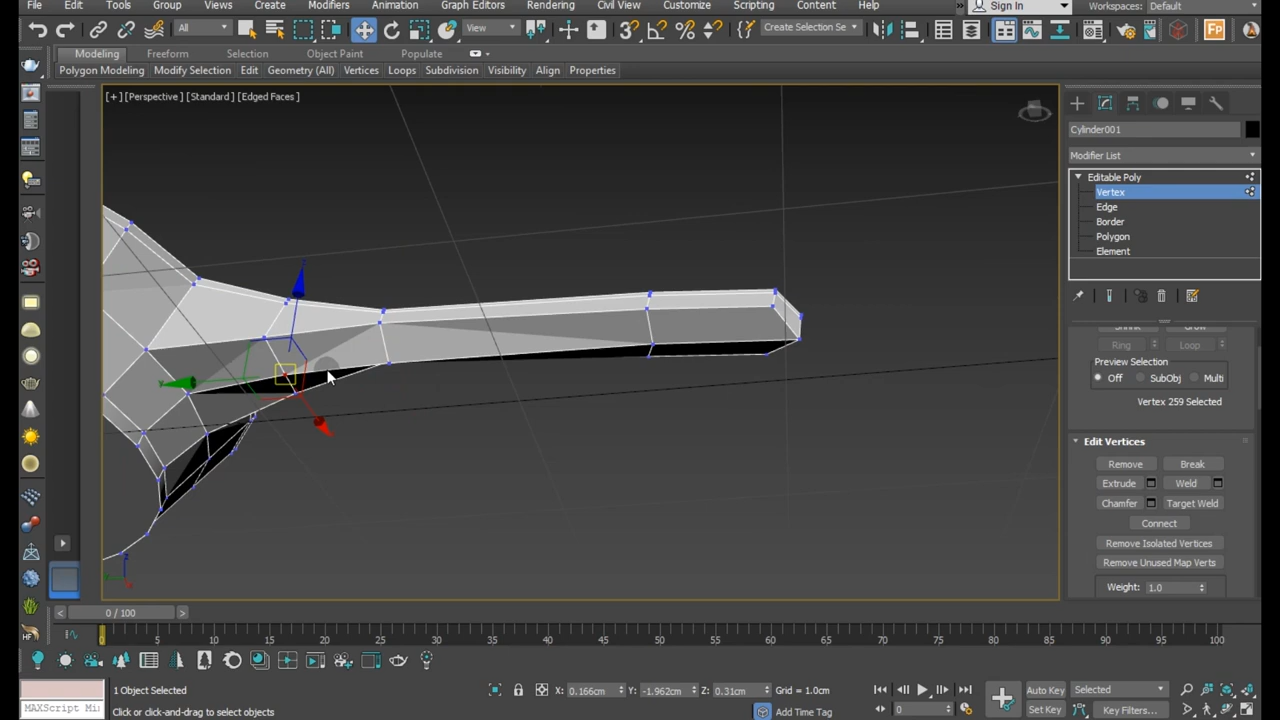 File Edit Tools Group Views Create Modifiers Animation Graph Editors Rendering Civil View Customize Scripting Content Help » Sign In Workspaces: Default
All View Create Selection Se
Modeling Freeform Selection Object Paint Populate
Polygon Modeling Modify Selection Edit Geometry (All) Vertices Loops Subdivision Visibility Align Properties
[+] [Perspective] [Standard] [Edged Faces]
Cylinder001
Modifier List
Editable Poly
Vertex
Edge
Border
Polygon
Element
Shrink Grow
Ring Loop
Preview Selection
Off SubObj Multi
Vertex 259 Selected
Edit Vertices
Remove Break
Extrude Weld
Chamfer Target Weld
Connect
Remove Isolated Vertices
Remove Unused Map Verts
Weight: 1.0
< 0 / 100 >
0 5 10 15 20 25 30 35 40 45 50 55 60 65 70 75 80 85 90 95 100
1 Object Selected X: 0.166cm Y: -1.962cm Z: 0.31cm Grid = 1.0cm Auto Key Selected
MAXScript Mi Click or click-and-drag to select objects Add Time Tag 0 Set Key Key Filters...